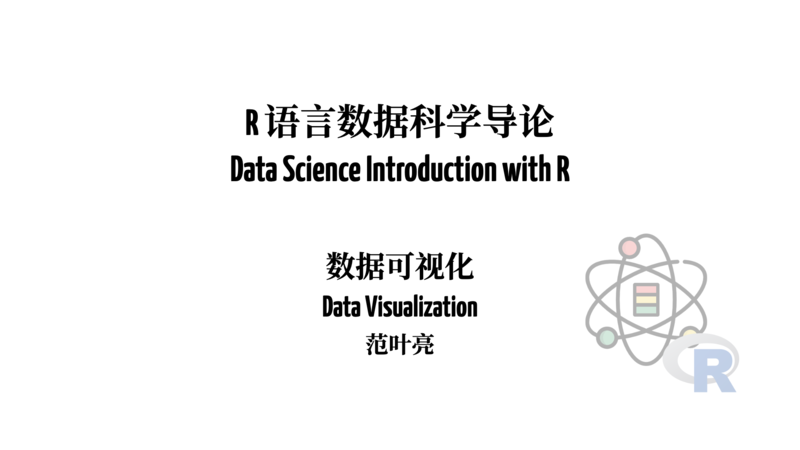 R 语言数据科学导论
Data Science Introduction with R
数据可视化
Data Visualization
范叶亮
R